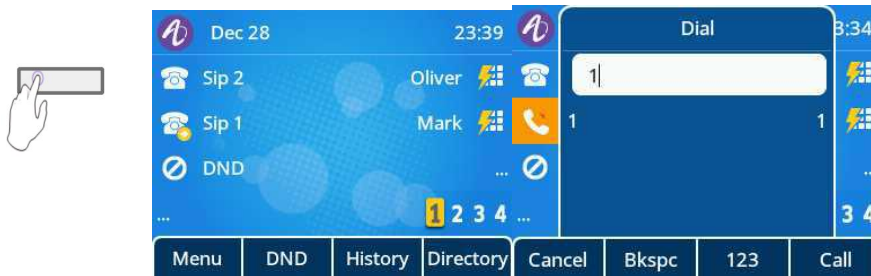 Dec 28 23:39
Sip 2 Oliver
Sip 1 Mark
DND ...
... 1 2 3 4
Menu DND History Directory
Dial 3:34
1
1 1
..
... 3 4
Cancel Bkspc 123 Call